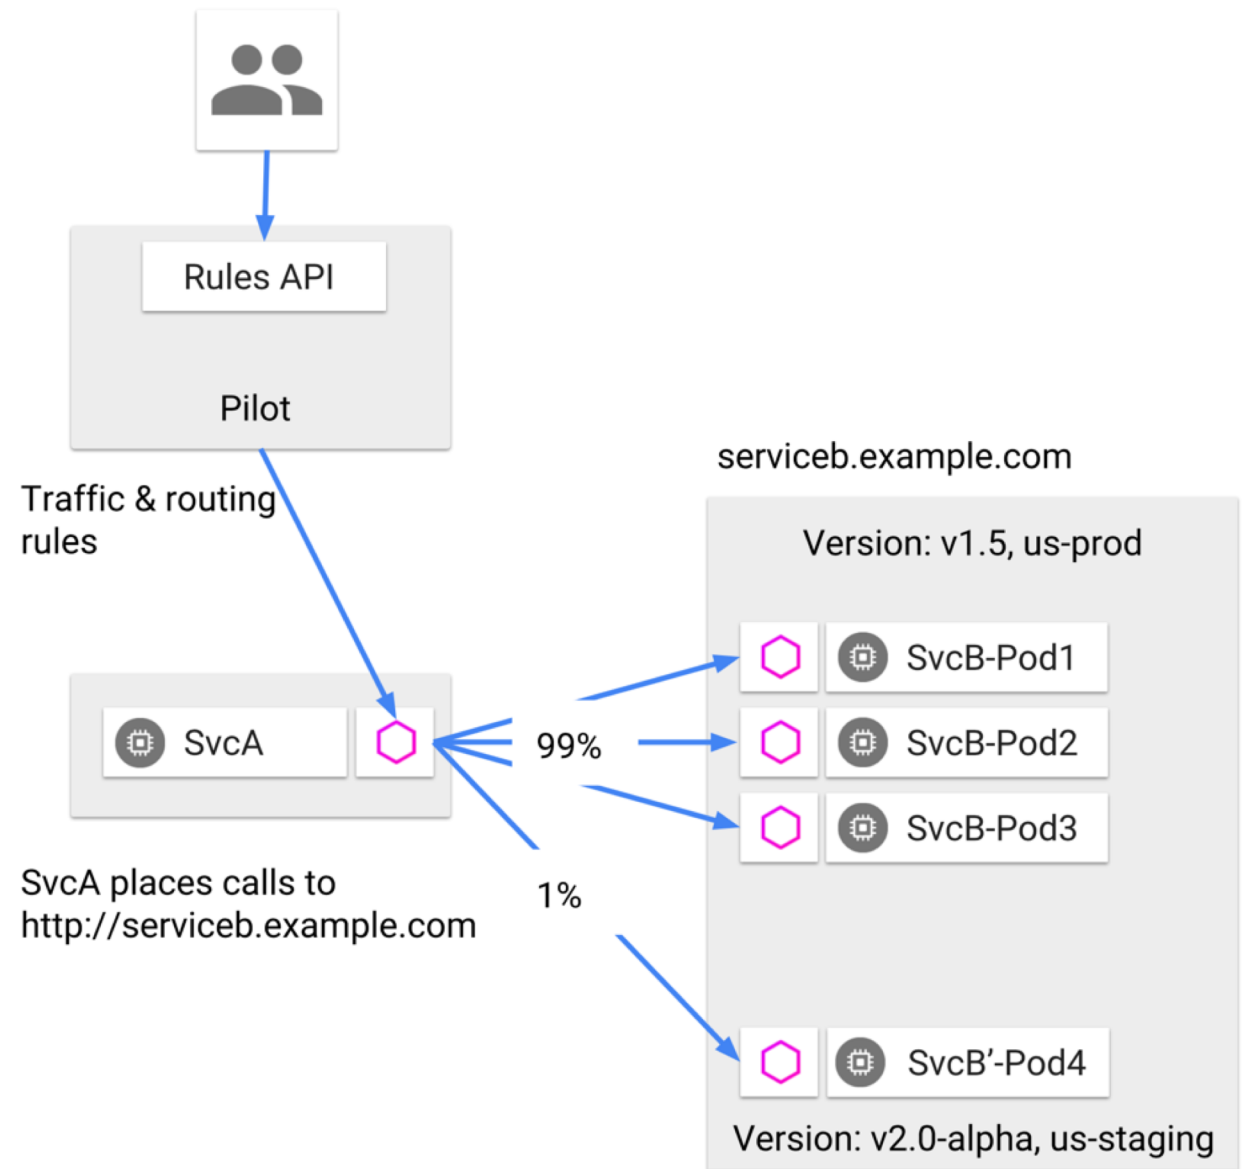 Rules API
Pilot
Traffic & routing
rules
serviceb.example.com
Version: v1.5, us-prod
SvcB-Pod1
SvcA
99%
SvcB-Pod2
SvcB-Pod3
SvcA places calls to
http://serviceb.example.com
1%
SvcB’-Pod4
Version: v2.0-alpha, us-staging